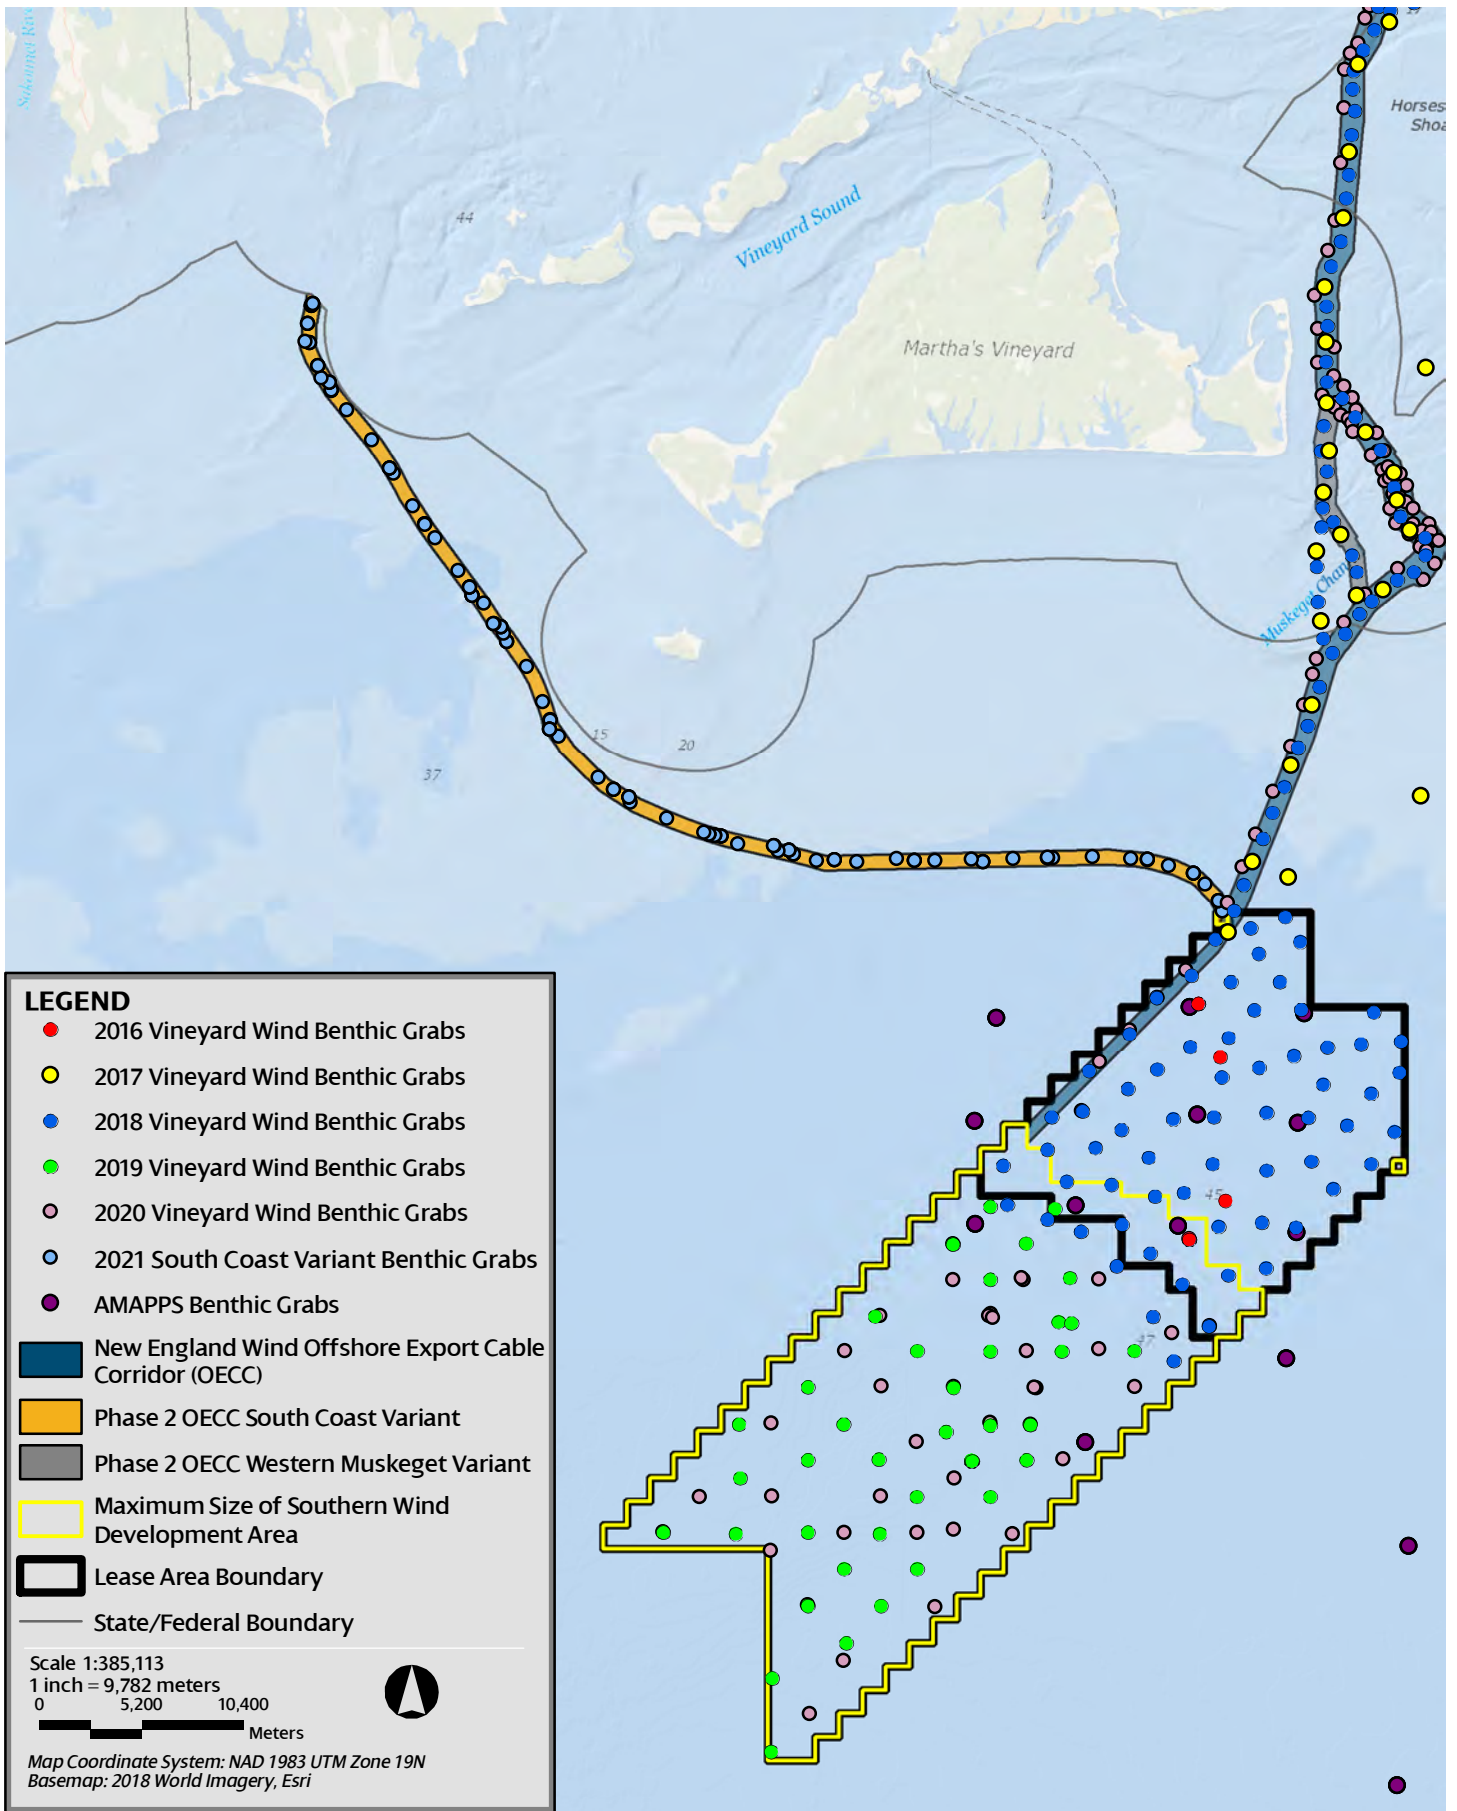 Horses
Shoa
44
Vineyard Sound
Martha's Vineyard
Muskeget Chan
15
20
37
45
LEGEND
2016 Vineyard Wind Benthic Grabs
2017 Vineyard Wind Benthic Grabs
2018 Vineyard Wind Benthic Grabs
2019 Vineyard Wind Benthic Grabs
2020 Vineyard Wind Benthic Grabs
2021 South Coast Variant Benthic Grabs
AMAPPS Benthic Grabs
New England Wind Offshore Export Cable
Corridor (OECC)
Phase 2 OECC South Coast Variant
Phase 2 OECC Western Muskeget Variant
Maximum Size of Southern Wind
Development Area
Lease Area Boundary
State/Federal Boundary
Scale 1:385,113
1 inch = 9,782 meters
0 5,200 10,400
Meters
Map Coordinate System: NAD 1983 UTM Zone 19N
Basemap: 2018 World Imagery, Esri